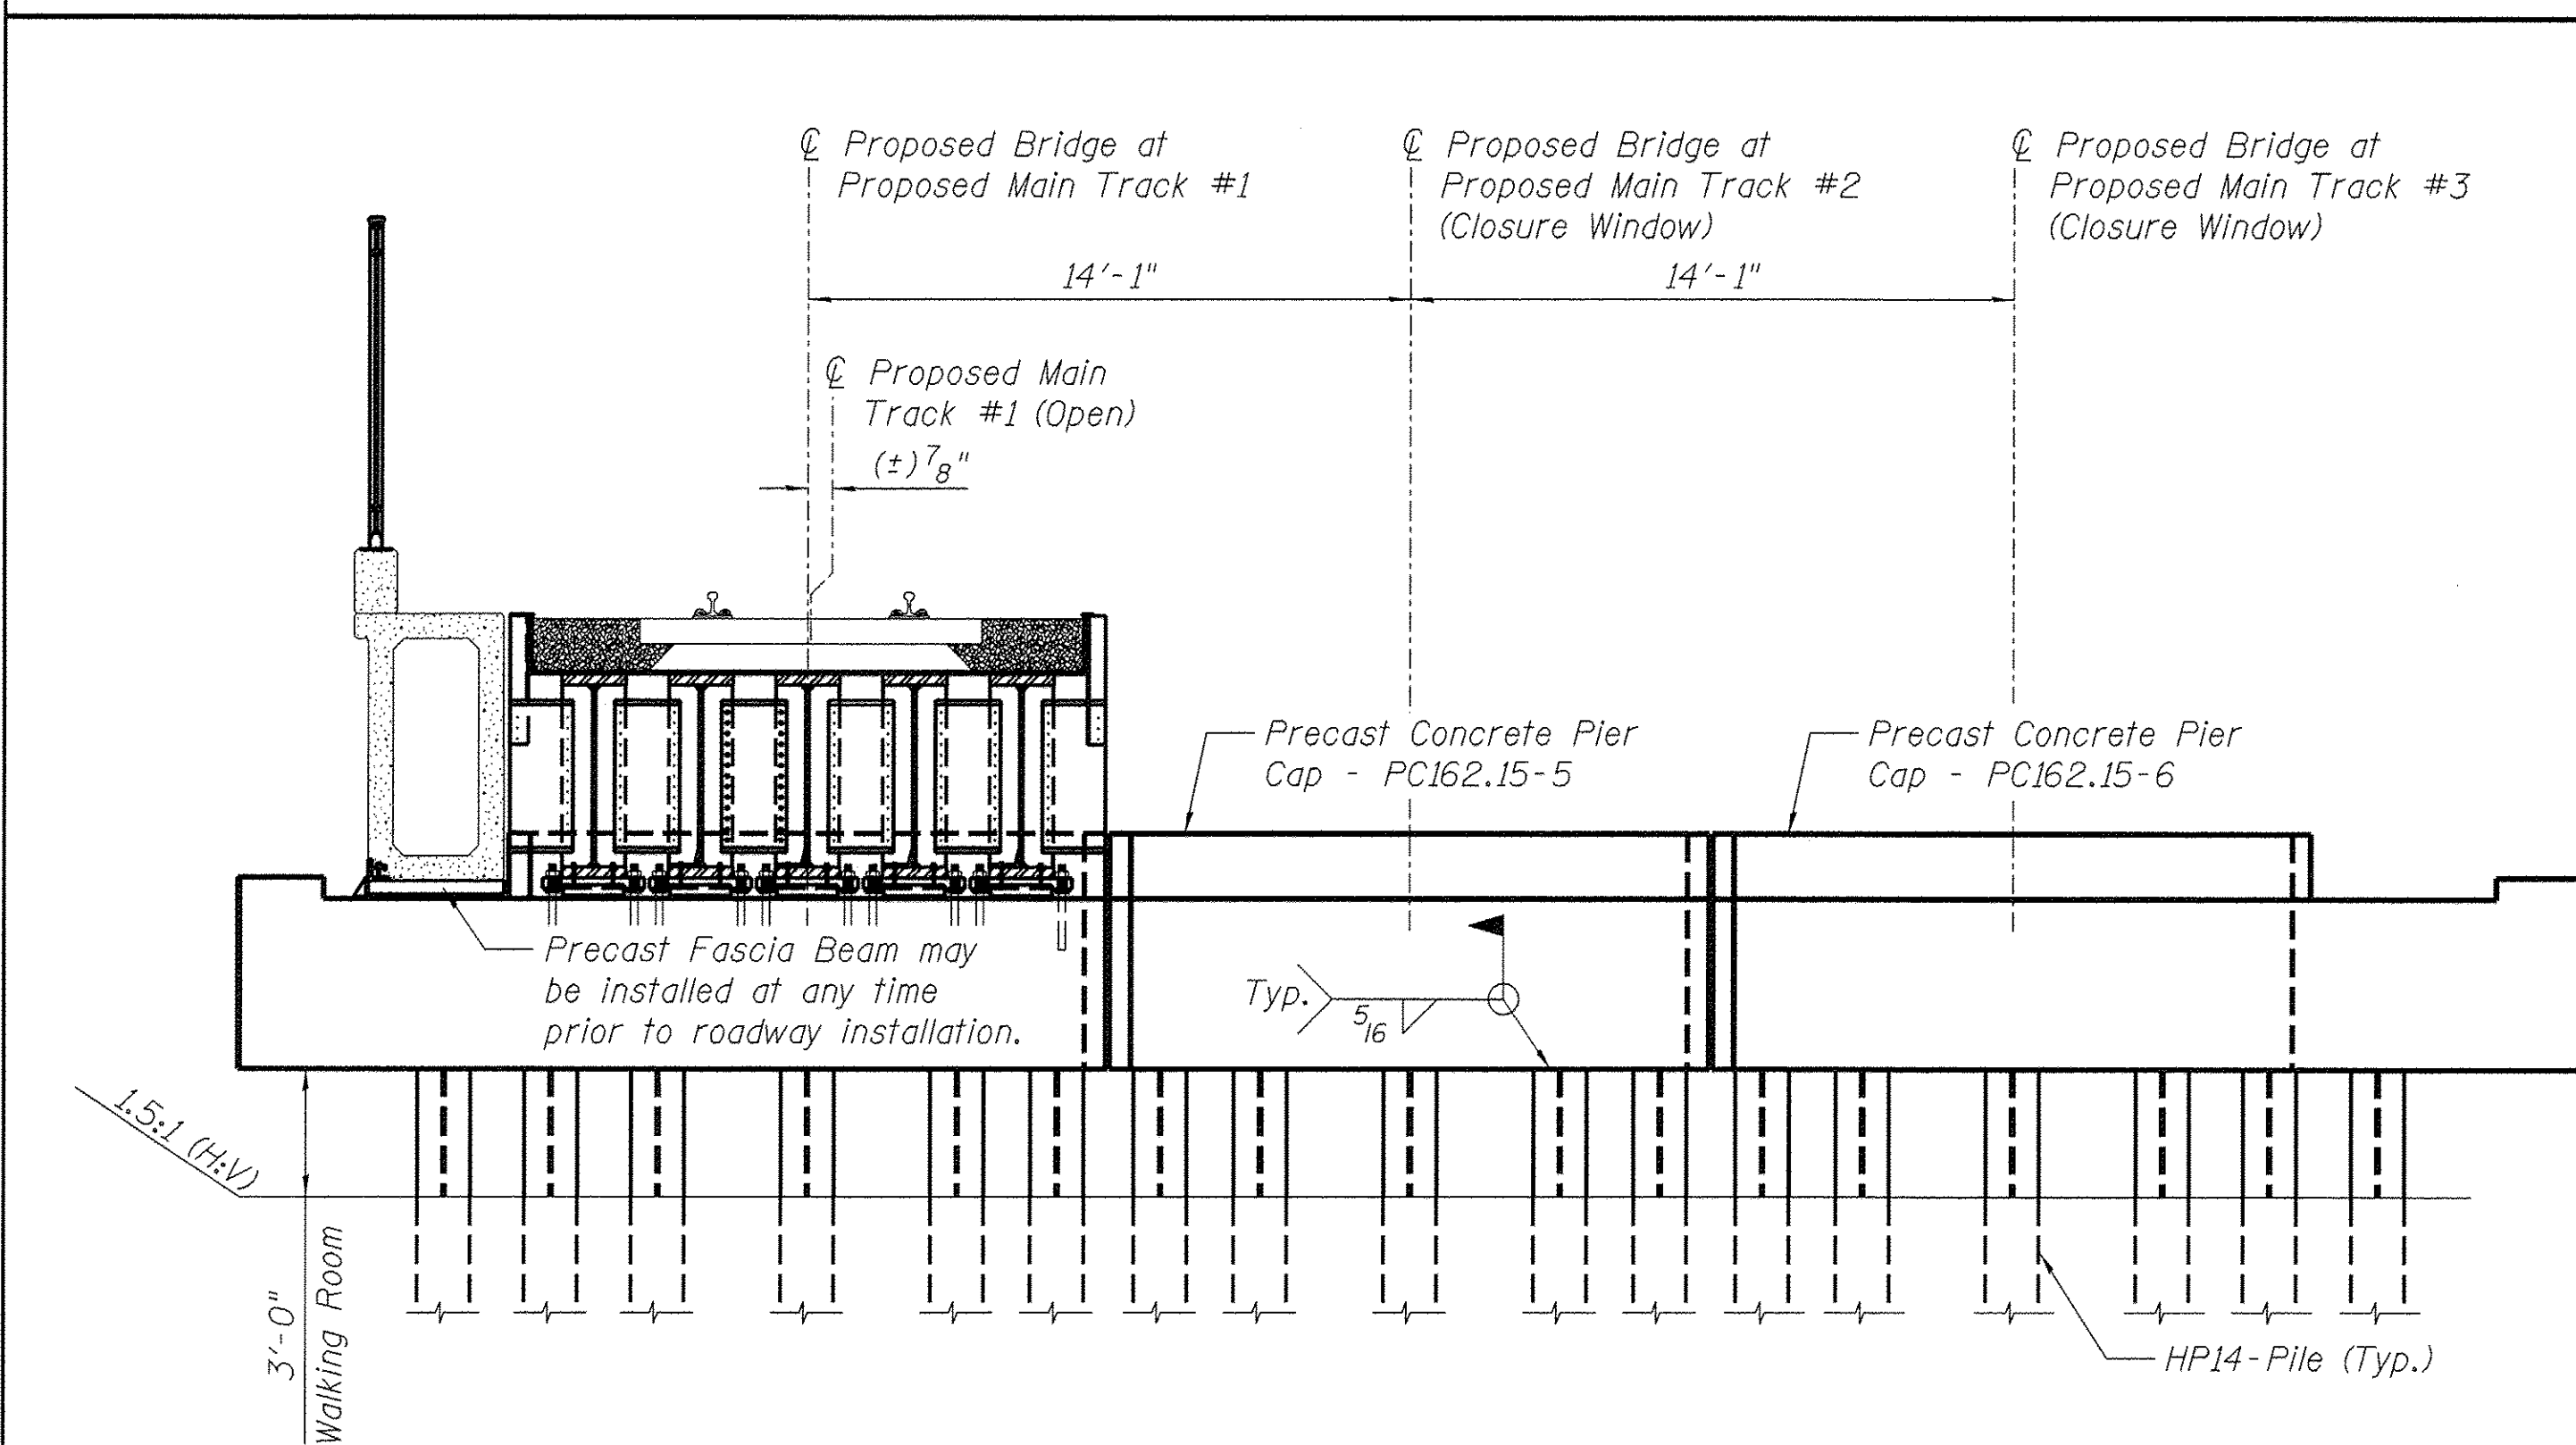 ℄ Proposed Bridge at
Proposed Main Track #1
℄ Proposed Bridge at
Proposed Main Track #2
(Closure Window)
℄ Proposed Bridge at
Proposed Main Track #3
(Closure Window)
14'-1"
14'-1"
℄ Proposed Main
Track #1 (Open)
(±) 7/8"
Precast Concrete Pier
Cap - PC162.15-5
Precast Concrete Pier
Cap - PC162.15-6
Precast Fascia Beam may
be installed at any time
prior to roadway installation.
Typ.
5/16
1.5:1 (H:V)
3'-0"
Walking Room
HP14-Pile (Typ.)